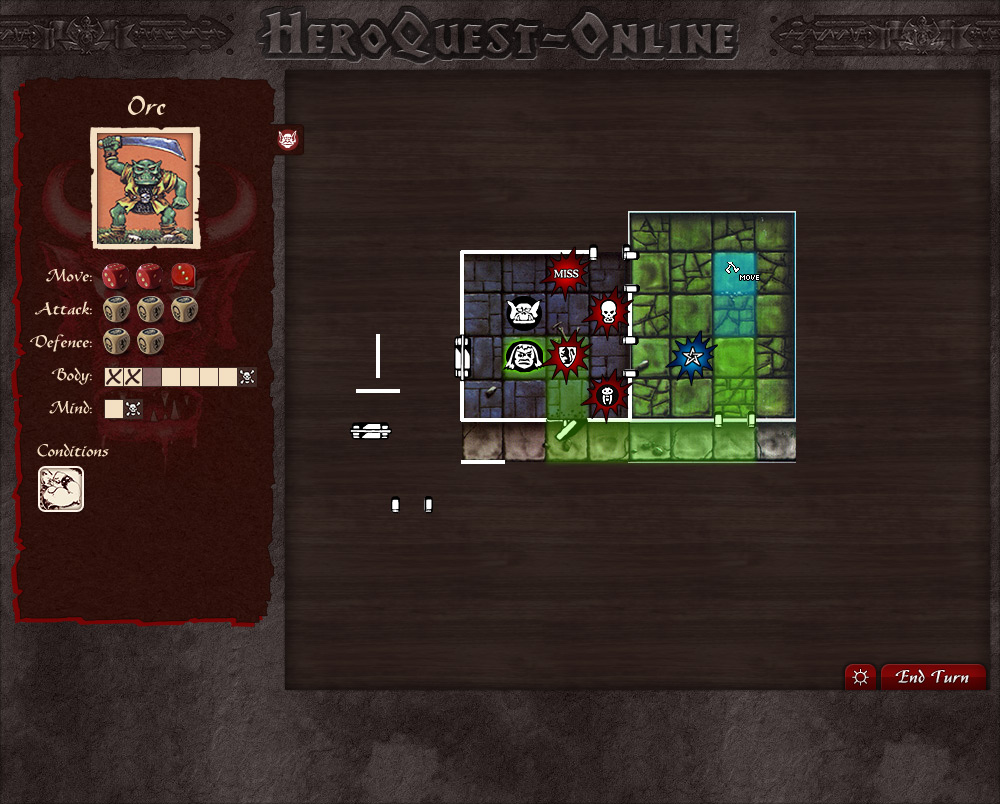 HeroQuest-Online
Orc
Move:
Attack:
Defence:
Body:
Mind:
Conditions
MISS
MOVE
End Turn